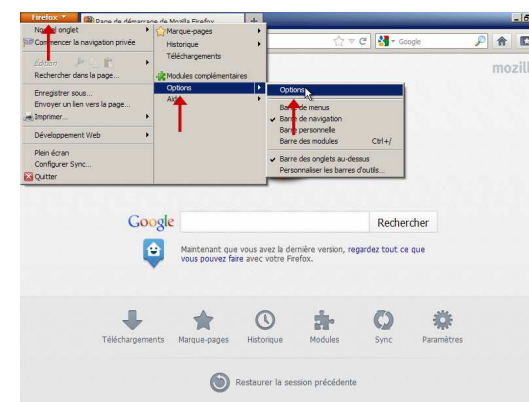 Firefox
Page de démarrage de Mozilla Firefox
Nouvel onglet
Commencer la navigation privée
Édition
Rechercher dans la page...
Enregistrer sous...
Envoyer un lien vers la page...
Imprimer...
Développement Web
Plein écran
Configurer Sync...
Quitter
Marque-pages
Historique
Téléchargements
Modules complémentaires
Options
Options
Barre de menus
Barre de navigation
Barre personnelle
Barre des modules Ctrl+/
Barre des onglets au-dessus
Personnaliser les barres d'outils...
Google
mozill
Google
Rechercher
Maintenant que vous avez la dernière version, regardez tout ce que
vous pouvez faire avec votre Firefox.
Téléchargements Marque-pages Historique Modules Sync Paramètres
Restaurer la session précédente